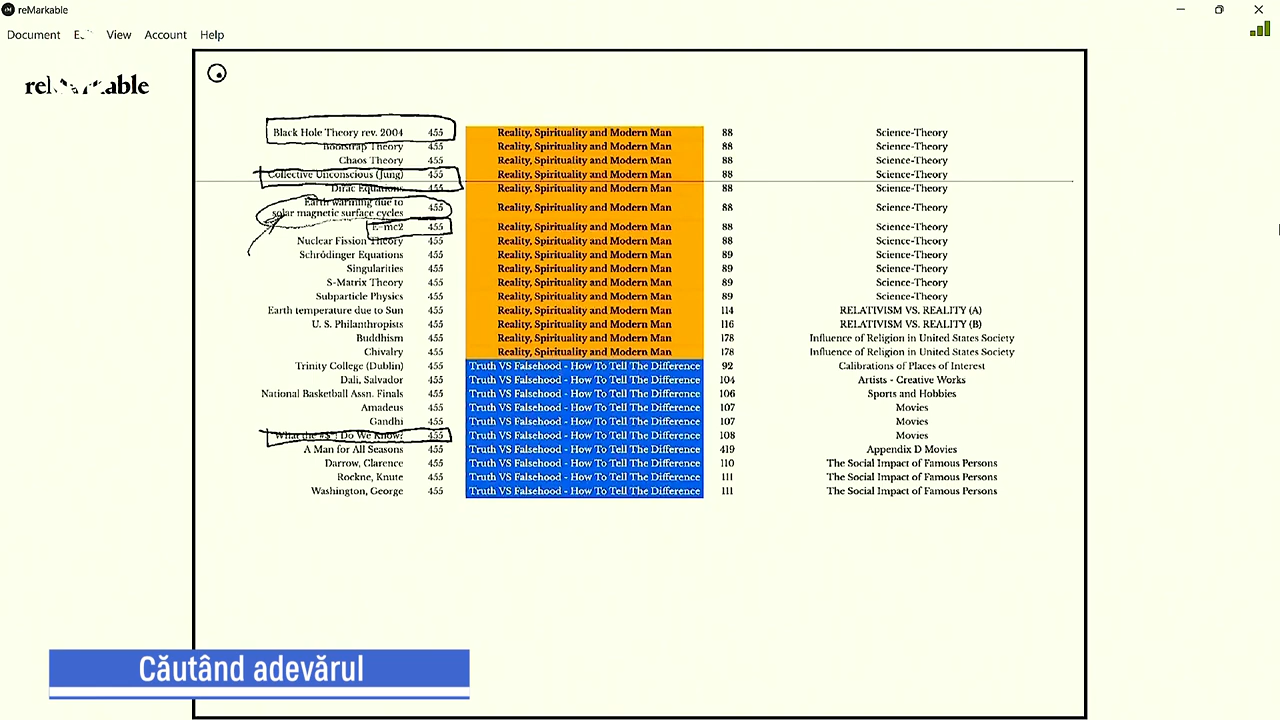 reMarkable
Document E View Account Help
reMarkable
Black Hole Theory rev. 2004 455 Reality, Spirituality and Modern Man 88 Science-Theory
Bootstrap Theory 455 Reality, Spirituality and Modern Man 88 Science-Theory
Chaos Theory 455 Reality, Spirituality and Modern Man 88 Science-Theory
Collective Unconscious (Jung) 455 Reality, Spirituality and Modern Man 88 Science-Theory
Dirac Equations 455 Reality, Spirituality and Modern Man 88 Science-Theory
Earth warming due to
solar magnetic surface cycles 455 Reality, Spirituality and Modern Man 88 Science-Theory
E=mc2 455 Reality, Spirituality and Modern Man 88 Science-Theory
Nuclear Fission Theory 455 Reality, Spirituality and Modern Man 88 Science-Theory
Schrödinger Equations 455 Reality, Spirituality and Modern Man 89 Science-Theory
Singularities 455 Reality, Spirituality and Modern Man 89 Science-Theory
S-Matrix Theory 455 Reality, Spirituality and Modern Man 89 Science-Theory
Subparticle Physics 455 Reality, Spirituality and Modern Man 89 Science-Theory
Earth temperature due to Sun 455 Reality, Spirituality and Modern Man 114 RELATIVISM VS. REALITY (A)
U. S. Philanthropists 455 Reality, Spirituality and Modern Man 116 RELATIVISM VS. REALITY (B)
Buddhism 455 Reality, Spirituality and Modern Man 178 Influence of Religion in United States Society
Chivalry 455 Reality, Spirituality and Modern Man 178 Influence of Religion in United States Society
Trinity College (Dublin) 455 Truth VS Falsehood - How To Tell The Difference 92 Calibrations of Places of Interest
Dali, Salvador 455 Truth VS Falsehood - How To Tell The Difference 104 Artists - Creative Works
National Basketball Assn. Finals 455 Truth VS Falsehood - How To Tell The Difference 106 Sports and Hobbies
Amadeus 455 Truth VS Falsehood - How To Tell The Difference 107 Movies
Gandhi 455 Truth VS Falsehood - How To Tell The Difference 107 Movies
What the #$*! Do We Know? 455 Truth VS Falsehood - How To Tell The Difference 108 Movies
A Man for All Seasons 455 Truth VS Falsehood - How To Tell The Difference 419 Appendix D Movies
Darrow, Clarence 455 Truth VS Falsehood - How To Tell The Difference 110 The Social Impact of Famous Persons
Rockne, Knute 455 Truth VS Falsehood - How To Tell The Difference 111 The Social Impact of Famous Persons
Washington, George 455 Truth VS Falsehood - How To Tell The Difference 111 The Social Impact of Famous Persons
Căutând adevărul